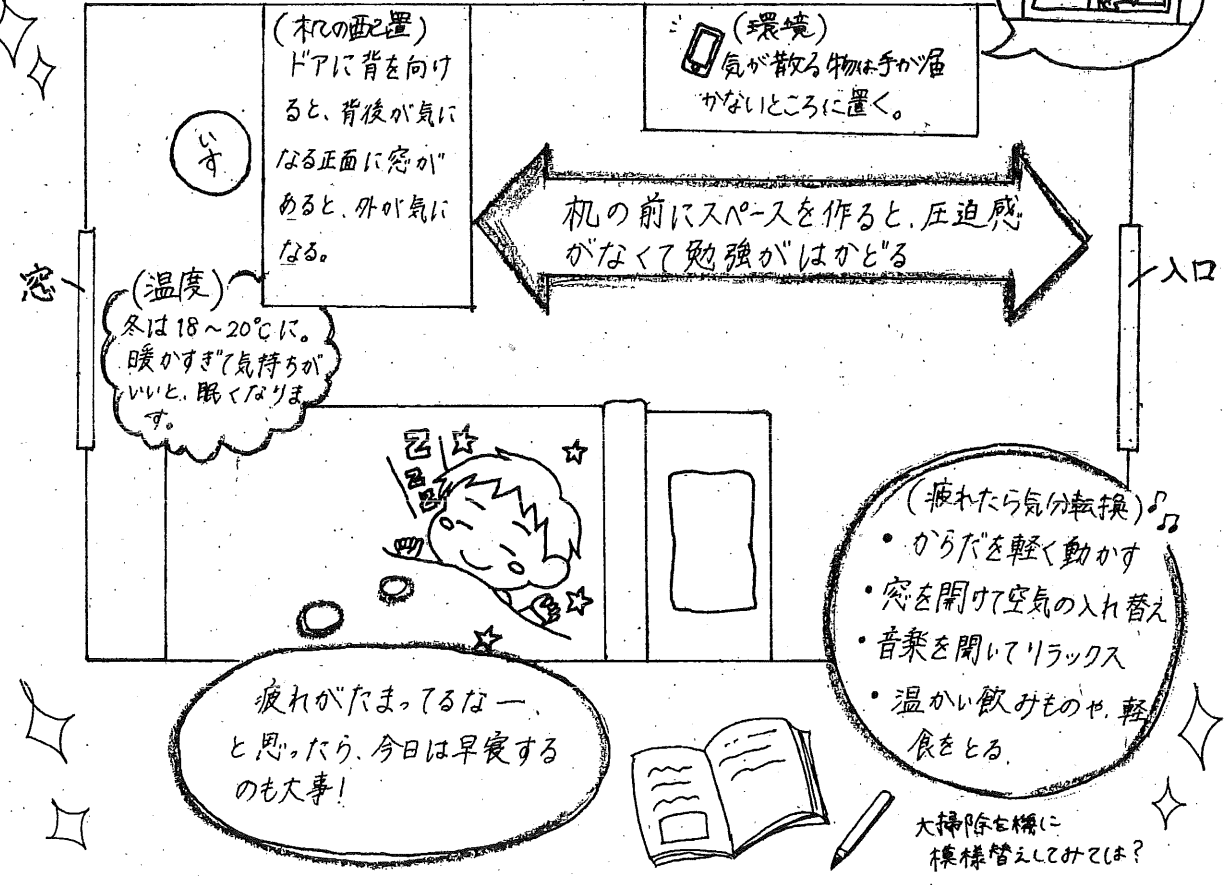 (机の配置)
ドアに背を向け
ると、背後が気に
なる正面に窓が
あると、外が気に
なる。
(環境)
気が散る物は手が届
かないところに置く。
いす
机の前にスペースを作ると、圧迫感
がなくて勉強がはかどる
窓
入口
(温度)
冬は18〜20℃に。
暖かすぎて気持ちが
いいと、眠くなりま
す。
Z
Z
Z
(疲れたら気分転換)
・からだを軽く動かす
・窓を開けて空気の入れ替え
・音楽を聞いてリラックス
・温かい飲みものや、軽
食をとる
疲れがたまってるなー、
と思ったら、今日は早寝する
のも大事!
大掃除を機に
模様替えしてみては?